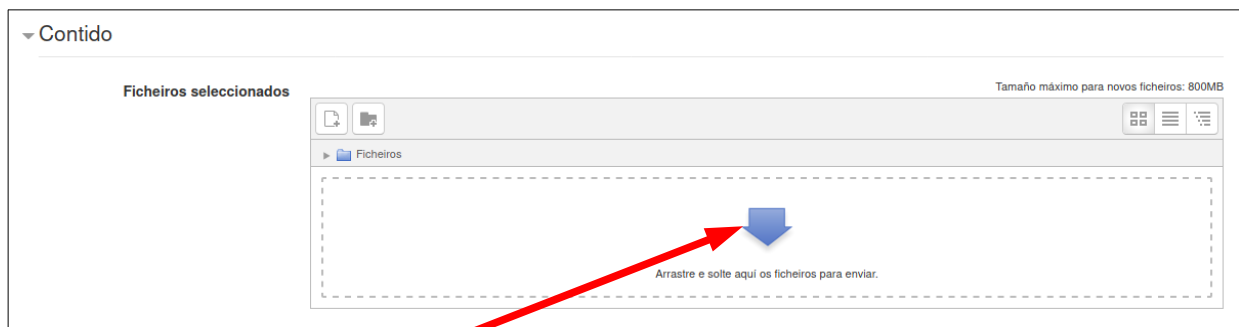 Contido
Ficheiros seleccionados
Tamaño máximo para novos ficheiros: 800MB
Ficheiros
Arrastre e solte aquí os ficheiros para enviar.